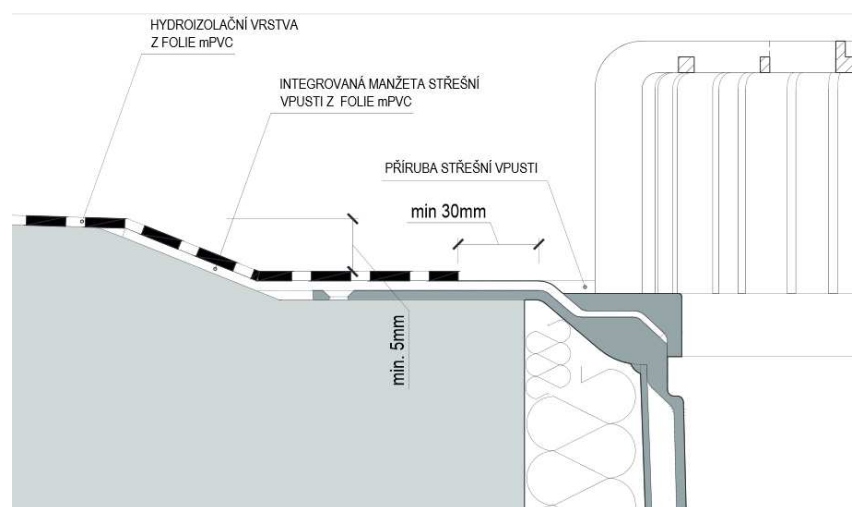 HYDROIZOLAČNÍ VRSTVA
Z FOLIE mPVC
INTEGROVANÁ MANŽETA STŘEŠNÍ
VPUSTI Z FOLIE mPVC
PŘÍRUBA STŘEŠNÍ VPUSTI
min 30mm
min. 5mm